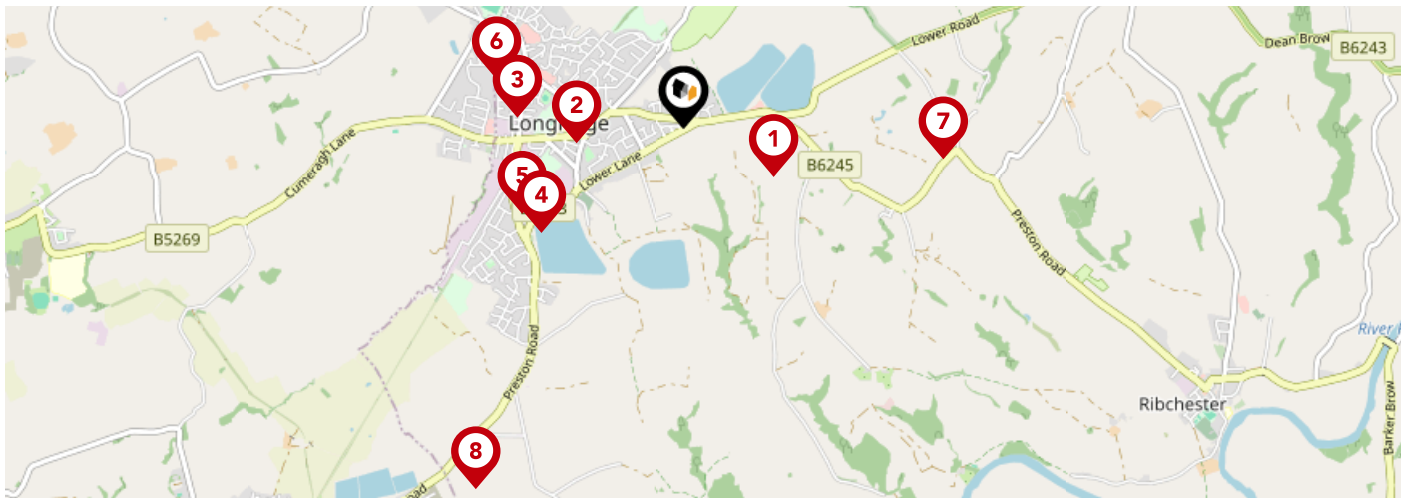 Lower Road
Dean Brow
B6243
6
3
2
Longridge
1
7
B6245
Cumeragh Lane
5
4
Lower Lane
B5269
Preston Road
River
Preston Road
Ribchester
Barker Brow
8